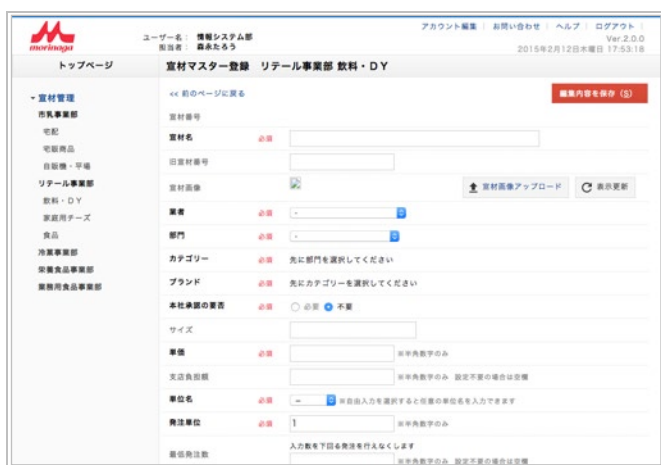 morinaga
ユーザー名： 情報システム部
担当者： 森永たろう
アカウント編集 | お問い合わせ | ヘルプ | ログアウト
Ver.2.0.0
2015年2月12日木曜日 17:53:18
トップページ
宣材マスター登録 リテール事業部 飲料・DY
宣材管理
市乳事業部
宅配
宅販商品
自販機・平場
リテール事業部
飲料・DY
家庭用チーズ
食品
冷菓事業部
栄養食品事業部
業務用食品事業部
<< 前のページに戻る
編集内容を保存 (S)
宣材番号
宣材名 必須
旧宣材番号
宣材画像 宣材画像アップロード 表示更新
業者 必須 -
部門 必須 -
カテゴリー 必須 先に部門を選択してください
ブランド 必須 先にカテゴリーを選択してください
本社承認の要否 必須 必要 不要
サイズ
単価 必須 ※半角数字のみ
支店負担額 ※半角数字のみ 設定不要の場合は空欄
単位名 必須 - ※自由入力を選択すると任意の単位名を入力できます
発注単位 必須 1 ※半角数字のみ
入力数を下回る発注を行えなくします
最低発注数 ※半角数字のみ 設定不要の場合は空欄